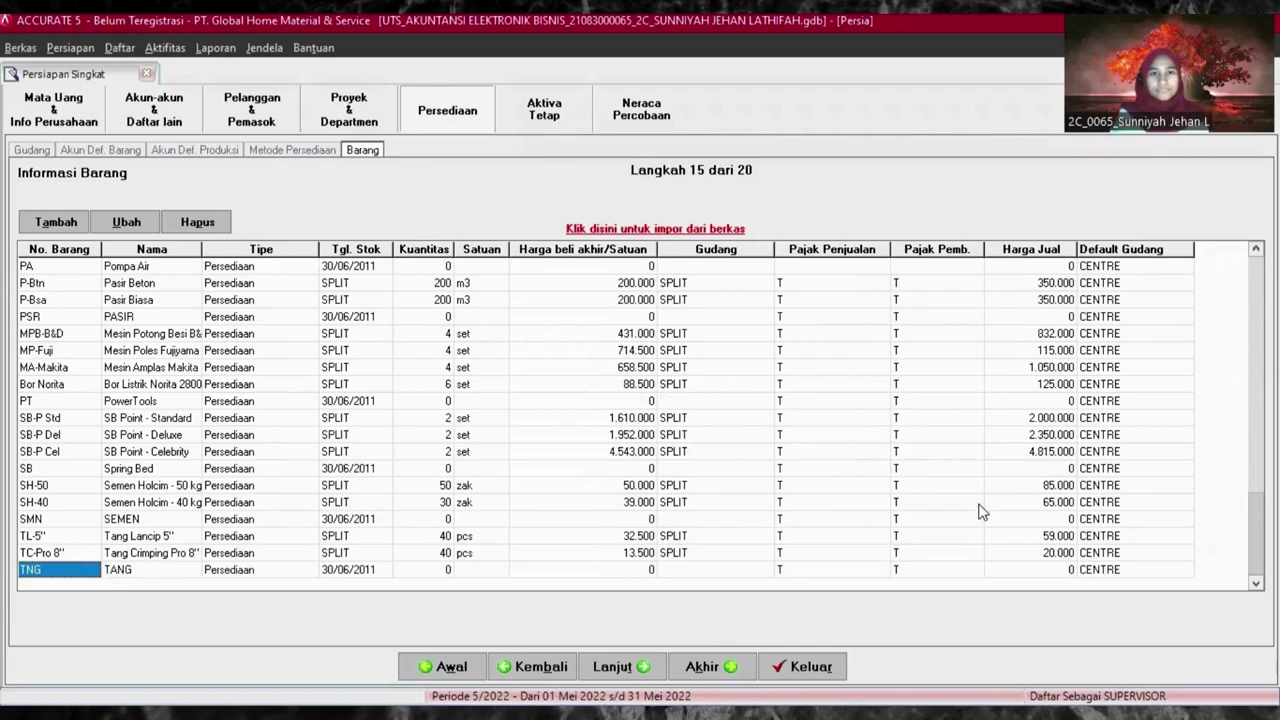 ACCURATE 5 - Belum Teregistrasi - PT. Global Home Material & Service [UTS_AKUNTANSI ELEKTRONIK BISNIS_21083000065_2C_SUNNIYAH JEHAN LATHIFAH.gdb] - [Persia]
Berkas Persiapan Daftar Aktifitas Laporan Jendela Bantuan
Persiapan Singkat
Mata Uang & Info Perusahaan
Akun-akun & Daftar lain
Pelanggan & Pemasok
Proyek & Departmen
Persediaan
Aktiva Tetap
Neraca Percobaan
2C_0065_Sunniyah Jehan L
Gudang Akun Def. Barang Akun Def. Produksi Metode Persediaan Barang
Informasi Barang Langkah 15 dari 20
Tambah Ubah Hapus
Klik disini untuk impor dari berkas
No. Barang Nama Tipe Tgl. Stok Kuantitas Satuan Harga beli akhir/Satuan Gudang Pajak Penjualan Pajak Pemb. Harga Jual Default Gudang
PA Pompa Air Persediaan 30/06/2011 0 0 0 CENTRE
P-Btn Pasir Beton Persediaan SPLIT 200 m3 200.000 SPLIT T T 350.000 CENTRE
P-Bsa Pasir Biasa Persediaan SPLIT 200 m3 200.000 SPLIT T T 350.000 CENTRE
PSR PASIR Persediaan 30/06/2011 0 0 T T 0 CENTRE
MPB-B&D Mesin Potong Besi B& Persediaan SPLIT 4 set 431.000 SPLIT T T 832.000 CENTRE
MP-Fuji Mesin Poles Fujiyama Persediaan SPLIT 4 set 714.500 SPLIT T T 115.000 CENTRE
MA-Makita Mesin Amplas Makita Persediaan SPLIT 4 set 658.500 SPLIT T T 1.050.000 CENTRE
Bor Norita Bor Listrik Norita 2800 Persediaan SPLIT 6 set 88.500 SPLIT T T 125.000 CENTRE
PT PowerTools Persediaan 30/06/2011 0 0 T T 0 CENTRE
SB-P Std SB Point - Standard Persediaan SPLIT 2 set 1.610.000 SPLIT T T 2.000.000 CENTRE
SB-P Del SB Point - Deluxe Persediaan SPLIT 2 set 1.952.000 SPLIT T T 2.350.000 CENTRE
SB-P Cel SB Point - Celebrity Persediaan SPLIT 2 set 4.543.000 SPLIT T T 4.815.000 CENTRE
SB Spring Bed Persediaan 30/06/2011 0 0 T T 0 CENTRE
SH-50 Semen Holcim - 50 kg Persediaan SPLIT 50 zak 50.000 SPLIT T T 85.000 CENTRE
SH-40 Semen Holcim - 40 kg Persediaan SPLIT 30 zak 39.000 SPLIT T T 65.000 CENTRE
SMN SEMEN Persediaan 30/06/2011 0 0 T T 0 CENTRE
TL-5'' Tang Lancip 5'' Persediaan SPLIT 40 pcs 32.500 SPLIT T T 59.000 CENTRE
TC-Pro 8'' Tang Crimping Pro 8'' Persediaan SPLIT 40 pcs 13.500 SPLIT T T 20.000 CENTRE
TNG TANG Persediaan 30/06/2011 0 0 T T 0 CENTRE
Awal Kembali Lanjut Akhir Keluar
Periode 5/2022 - Dari 01 Mei 2022 s/d 31 Mei 2022 Daftar Sebagai SUPERVISOR